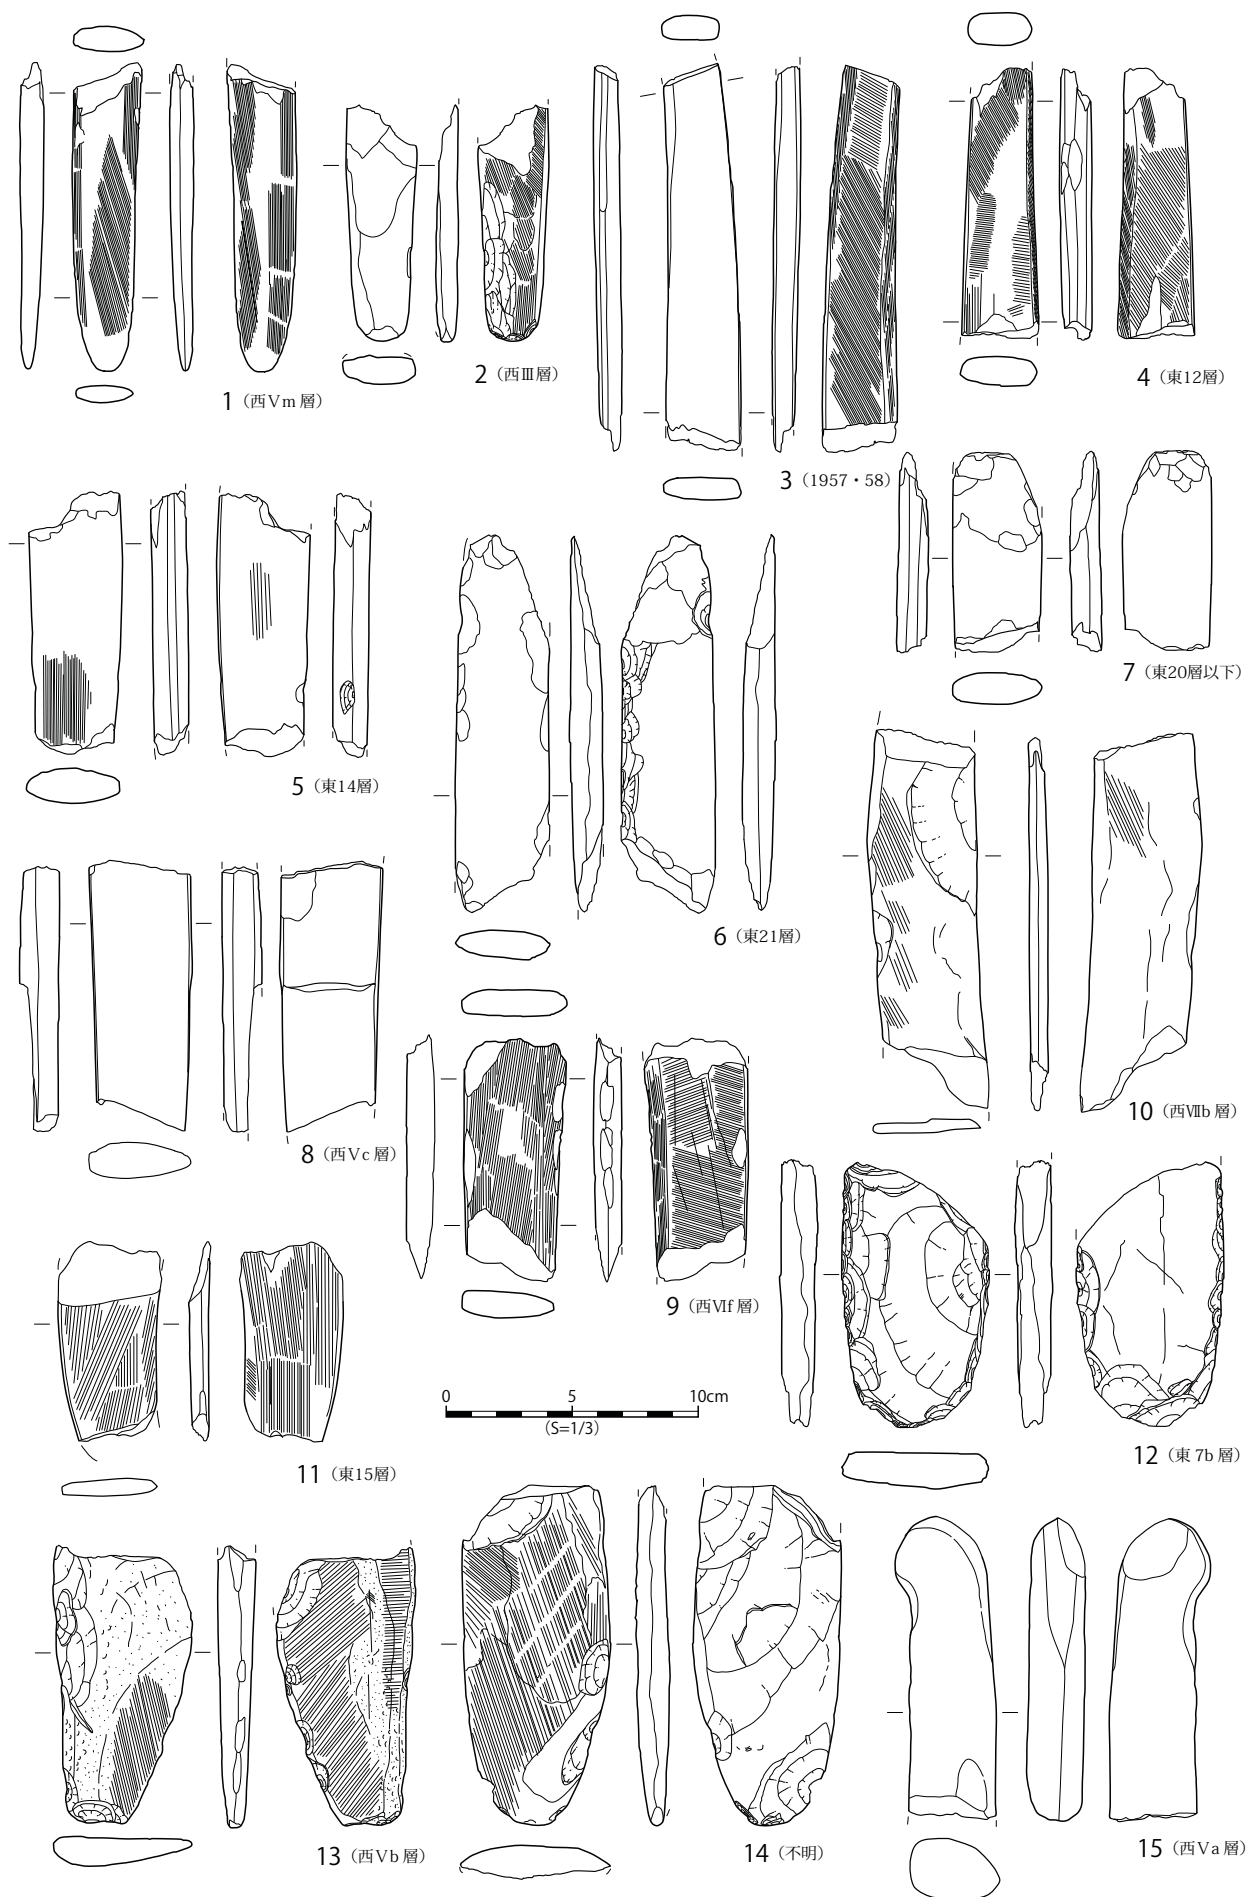 1 (西Ⅴm 層)
2 (西Ⅲ層)
3 (1957・58)
4 (東12層)
5 (東14層)
6 (東21層)
7 (東20層以下)
8 (西Ⅴc 層)
9 (西Ⅵf 層)
10 (西Ⅶb 層)
0 5 10cm
(S=1/3)
11 (東15層)
12 (東 7b 層)
13 (西Ⅴb 層)
14 (不明)
15 (西Ⅴa 層)